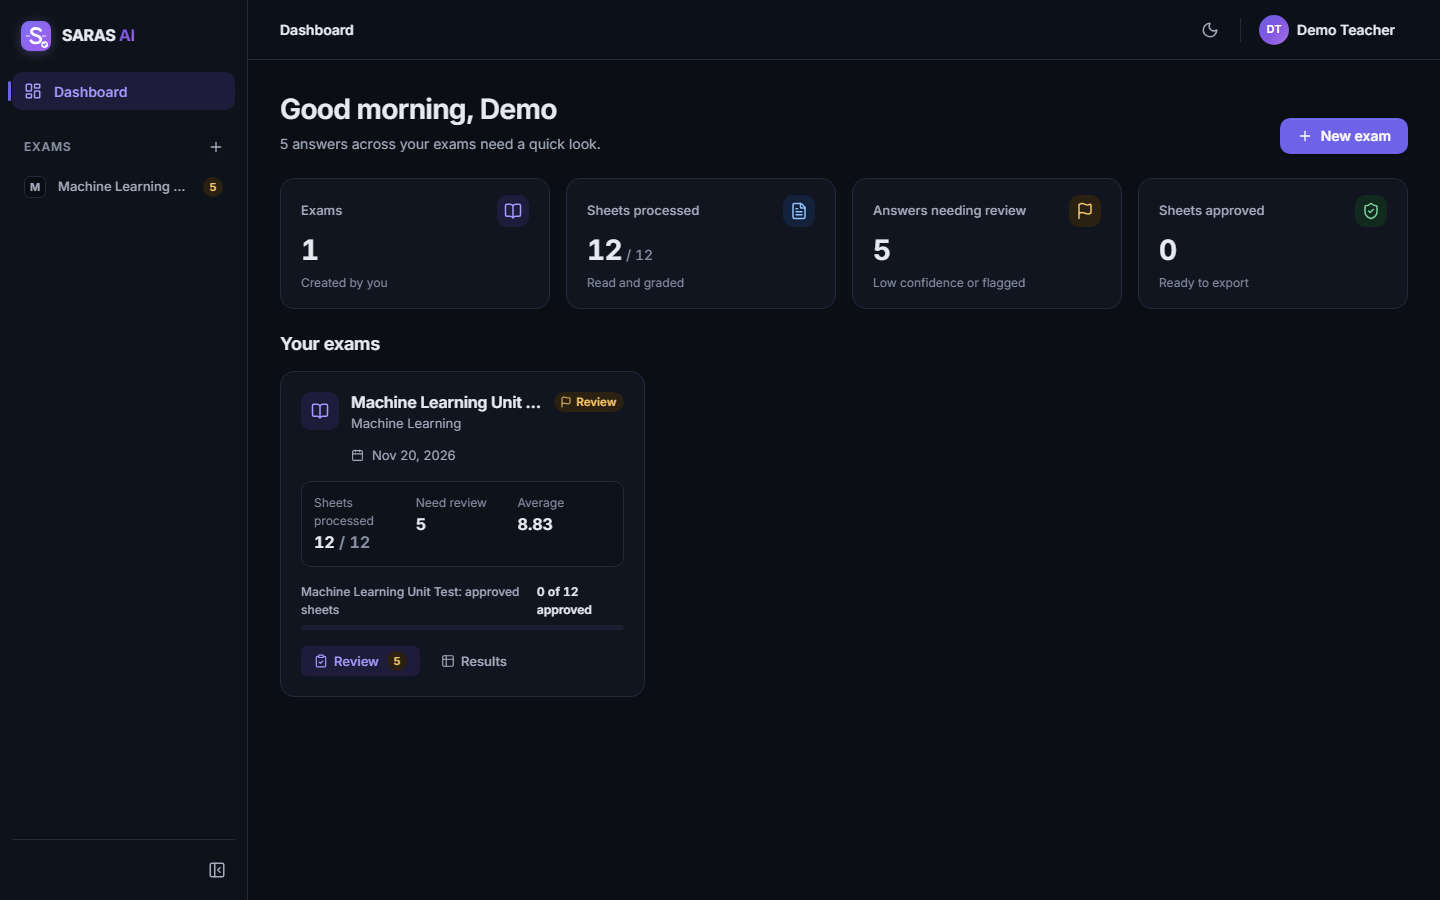 SARAS AI
Dashboard
EXAMS
M Machine Learning ... 5
Dashboard
DT Demo Teacher
Good morning, Demo
5 answers across your exams need a quick look.
New exam
Exams
1
Created by you
Sheets processed
12 / 12
Read and graded
Answers needing review
5
Low confidence or flagged
Sheets approved
0
Ready to export
Your exams
Machine Learning Unit ... Review
Machine Learning
Nov 20, 2026
Sheets
processed
12 / 12
Need review
5
Average
8.83
Machine Learning Unit Test: approved
sheets
0 of 12
approved
Review 5
Results